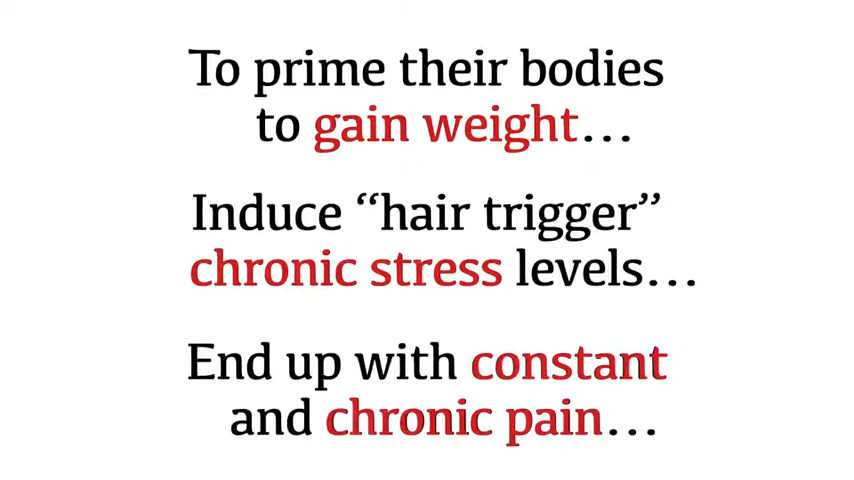 To prime their bodies
to gain weight…
Induce “hair trigger”
chronic stress levels…
End up with constant
and chronic pain…